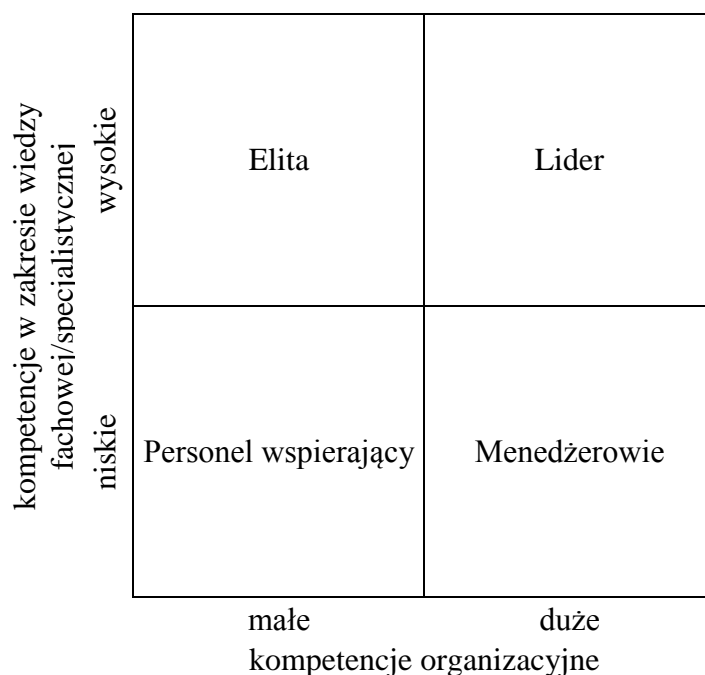 kompetencje w zakresie wiedzy
fachowej/specjalistycznej
wysokie
niskie
Elita
Lider
Personel wspierający
Menedżerowie
małe
duże
kompetencje organizacyjne